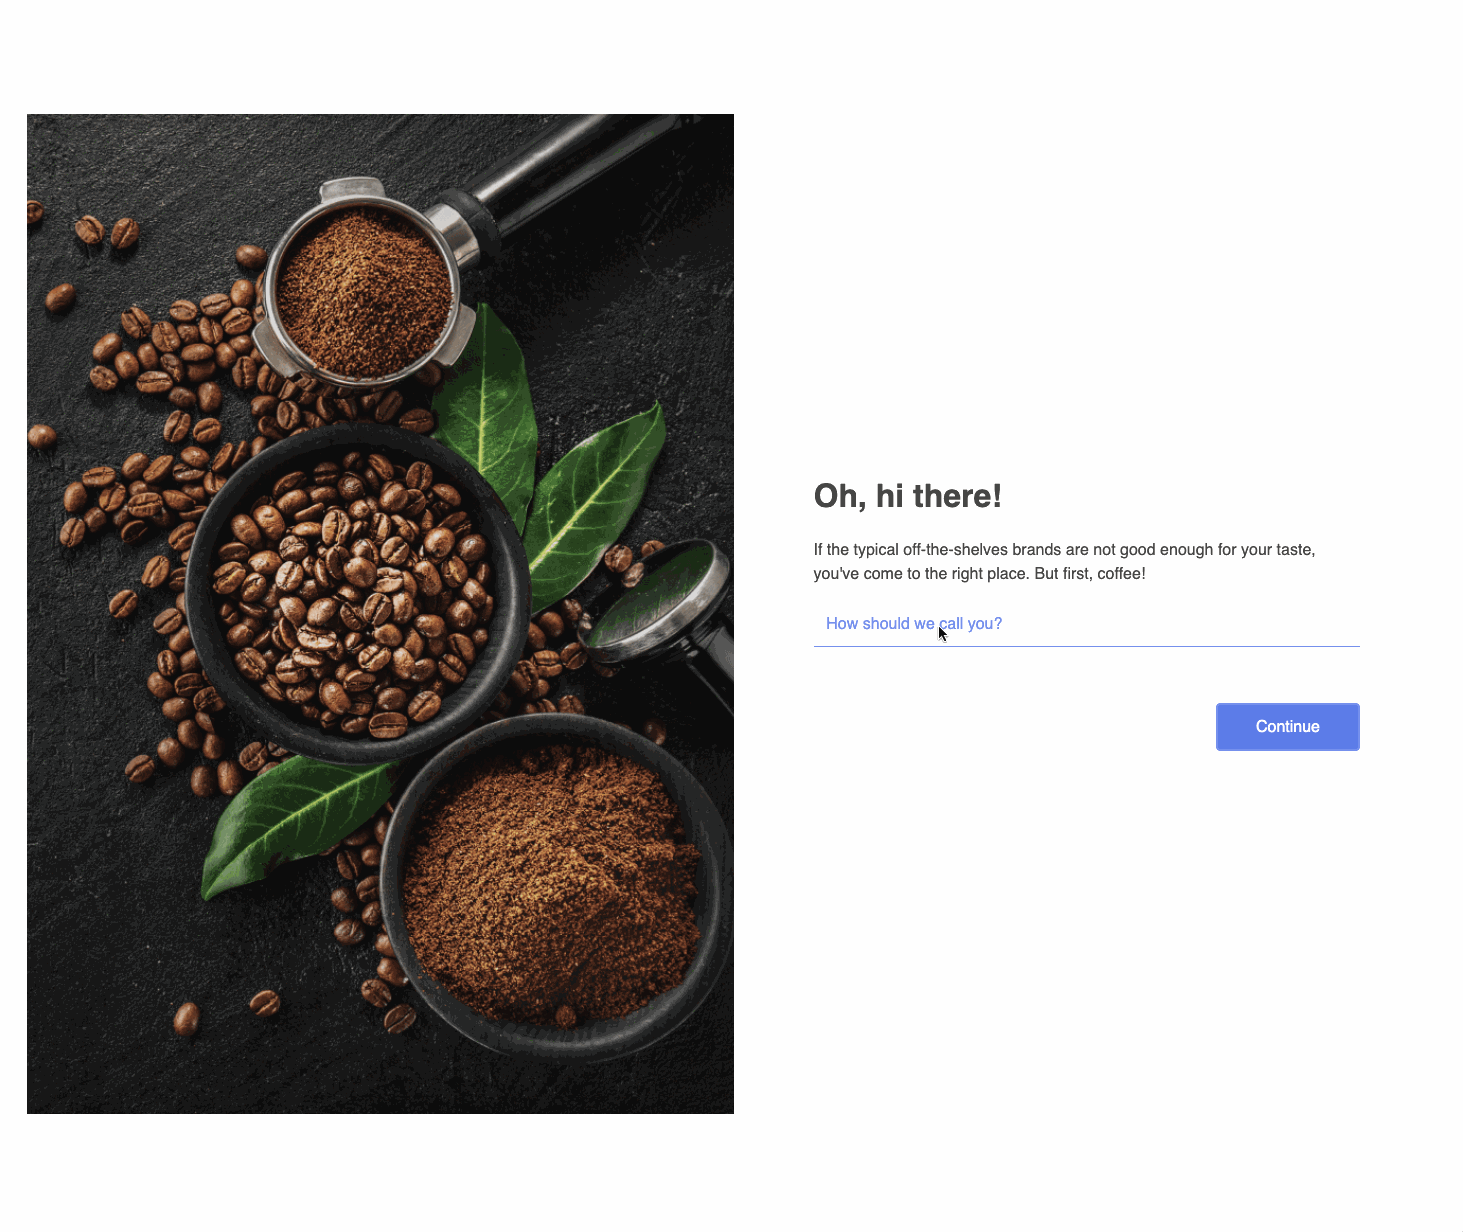 Oh, hi there!
If the typical off-the-shelves brands are not good enough for your taste,
you've come to the right place. But first, coffee!
How should we call you?
Continue